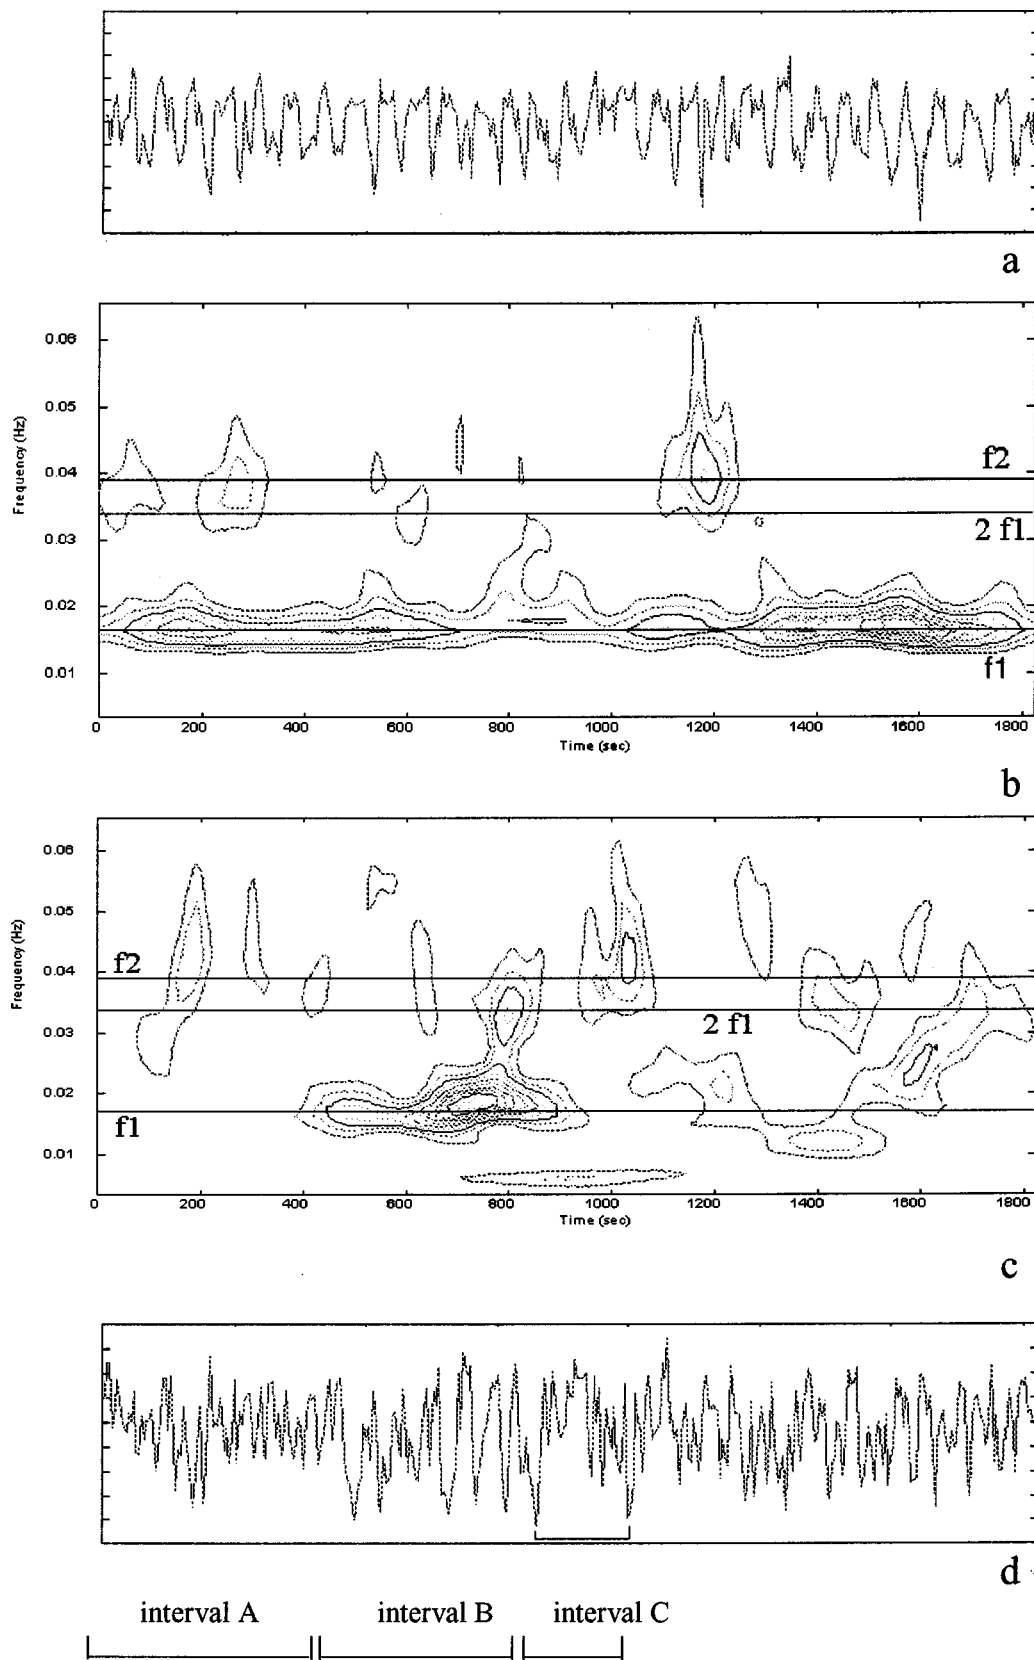 a
0.06
0.05
0.04
0.03
0.02
0.01
Frequency (Hz)
f2
2 f1
f1
0 200 400 600 800 1000 1200 1400 1600 1800
Time (sec)
b
0.06
0.05
0.04
0.03
0.02
0.01
Frequency (Hz)
f2
2 f1
f1
0 200 400 600 800 1000 1200 1400 1600 1800
Time (sec)
c
d
interval A interval B interval C